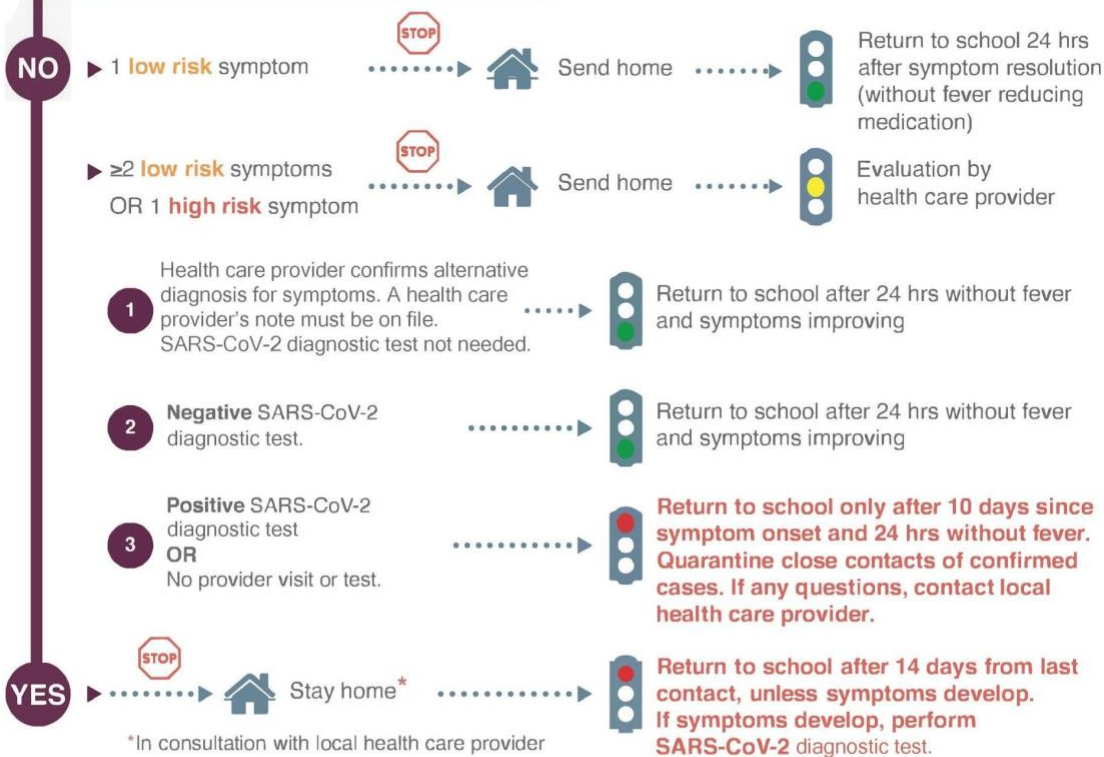 NO
1 low risk symptom
STOP
Send home
Return to school 24 hrs
after symptom resolution
(without fever reducing
medication)
≥2 low risk symptoms
OR 1 high risk symptom
STOP
Send home
Evaluation by
health care provider
1
Health care provider confirms alternative
diagnosis for symptoms. A health care
provider's note must be on file.
SARS-CoV-2 diagnostic test not needed.
Return to school after 24 hrs without fever
and symptoms improving
2
Negative SARS-CoV-2
diagnostic test.
Return to school after 24 hrs without fever
and symptoms improving
3
Positive SARS-CoV-2
diagnostic test
OR
No provider visit or test.
Return to school only after 10 days since
symptom onset and 24 hrs without fever.
Quarantine close contacts of confirmed
cases. If any questions, contact local
health care provider.
YES
STOP
Stay home*
Return to school after 14 days from last
contact, unless symptoms develop.
If symptoms develop, perform
SARS-CoV-2 diagnostic test.
*In consultation with local health care provider